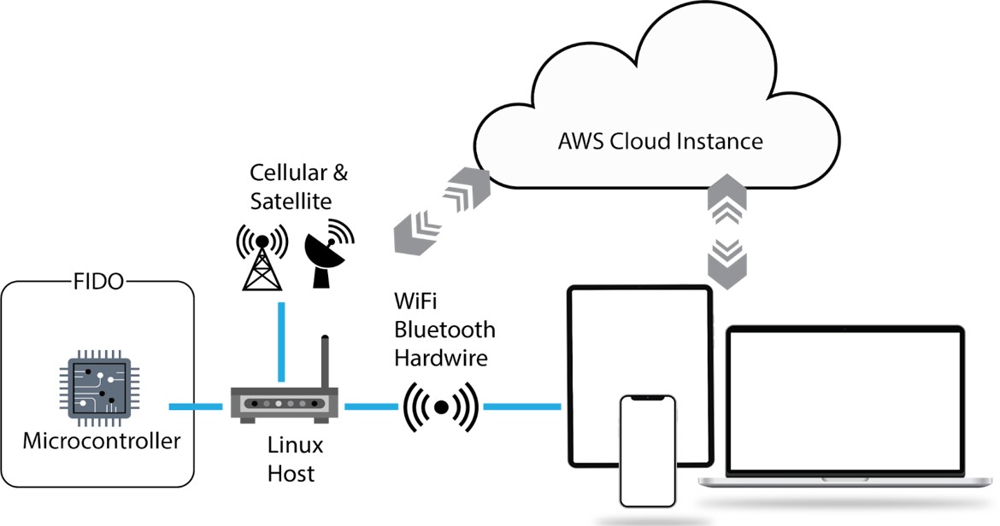 AWS Cloud Instance
Cellular &
Satellite
FIDO
WiFi
Bluetooth
Hardwire
Microcontroller
Linux
Host